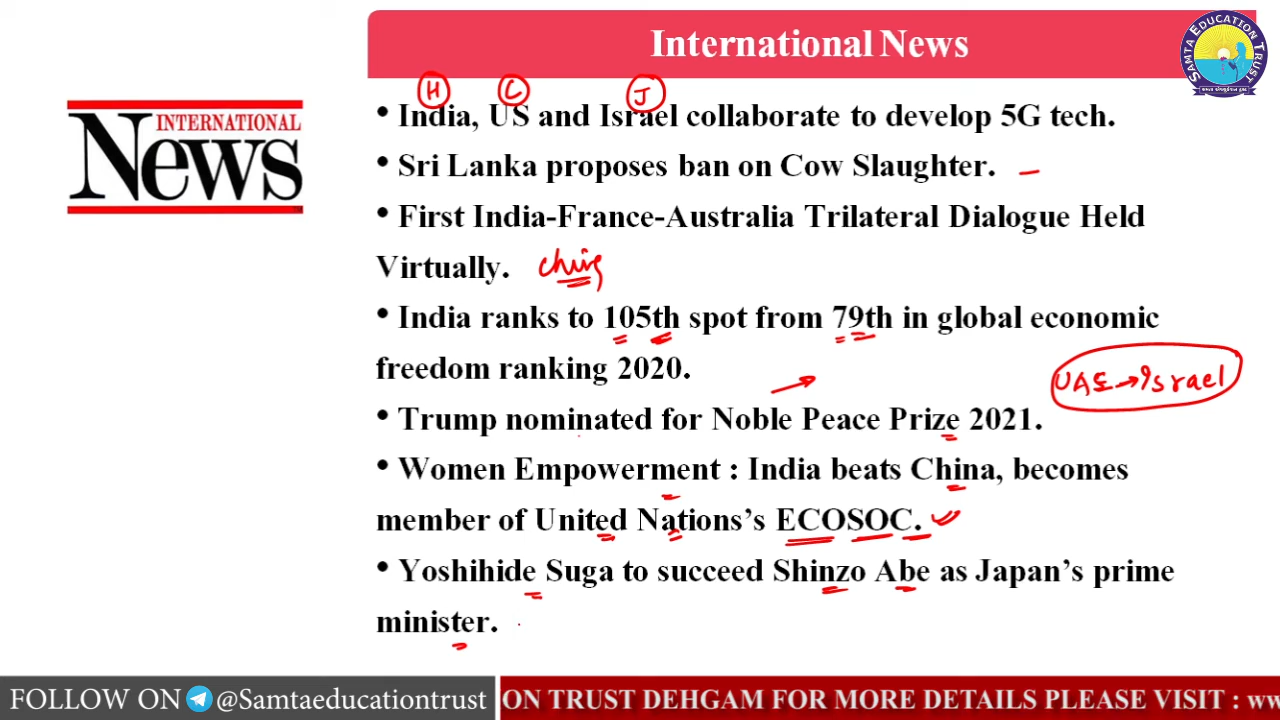 International News
SAMTA EDUCATION TRUST
INTERNATIONAL
News
H C J
• India, US and Israel collaborate to develop 5G tech.
• Sri Lanka proposes ban on Cow Slaughter.
• First India-France-Australia Trilateral Dialogue Held
Virtually.
• India ranks to 105th spot from 79th in global economic
freedom ranking 2020.
UAE→Israel
• Trump nominated for Noble Peace Prize 2021.
• Women Empowerment : India beats China, becomes
member of United Nations's ECOSOC.
• Yoshihide Suga to succeed Shinzo Abe as Japan's prime
minister.
FOLLOW ON @Samtaeducationtrust
ON TRUST DEHGAM FOR MORE DETAILS PLEASE VISIT : ww